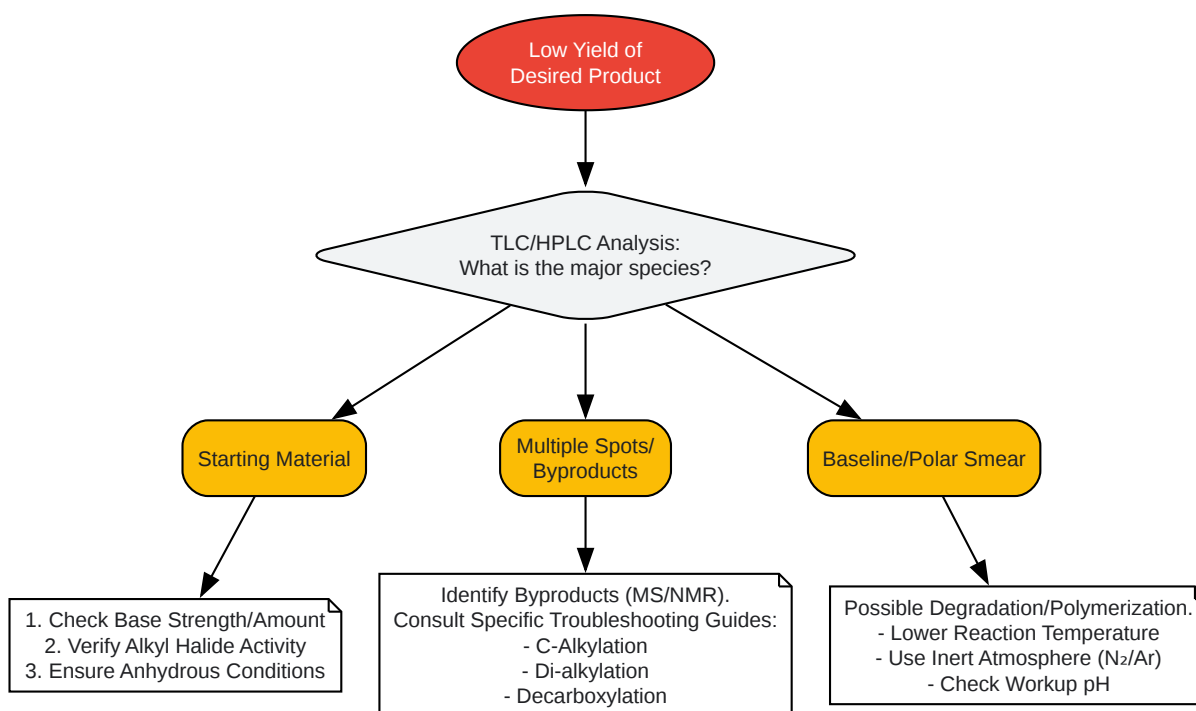 Low Yield of
Desired Product
TLC/HPLC Analysis:
What is the major species?
Starting Material
Multiple Spots/
Byproducts
Baseline/Polar Smear
1. Check Base Strength/Amount
2. Verify Alkyl Halide Activity
3. Ensure Anhydrous Conditions
Identify Byproducts (MS/NMR).
Consult Specific Troubleshooting Guides:
- C-Alkylation
- Di-alkylation
- Decarboxylation
Possible Degradation/Polymerization.
- Lower Reaction Temperature
- Use Inert Atmosphere (N₂/Ar)
- Check Workup pH